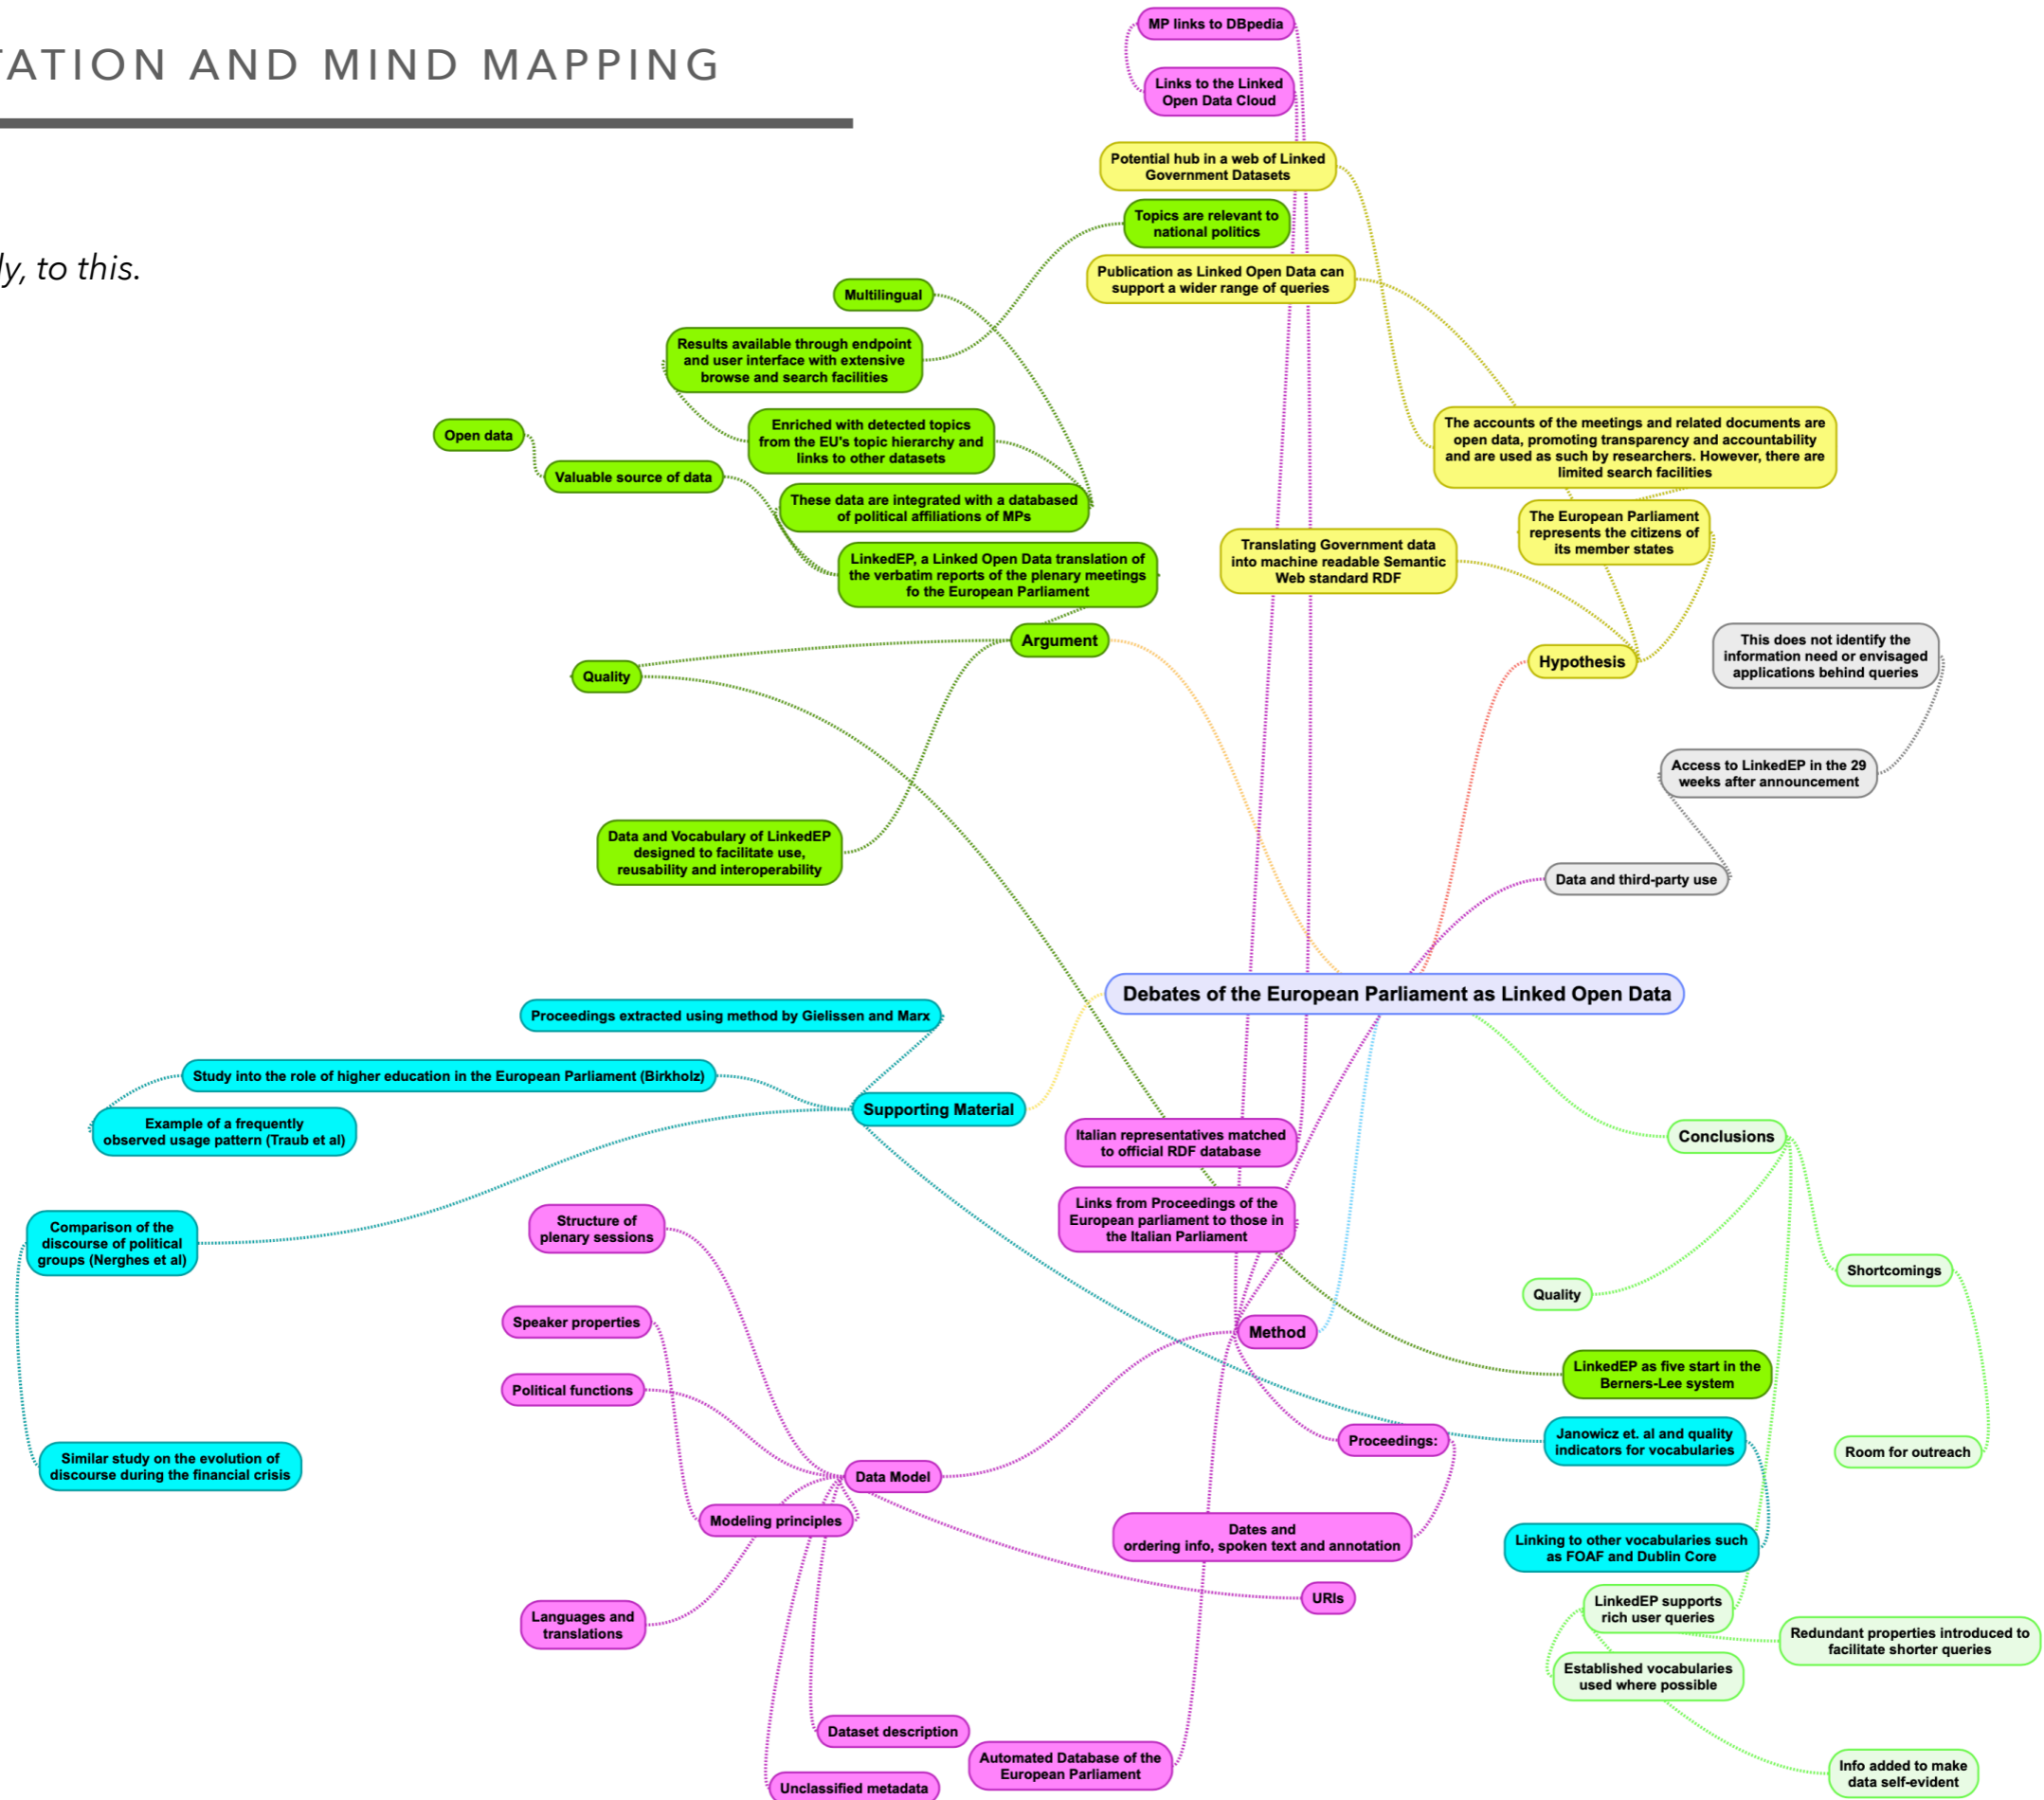 TATION AND MIND MAPPING
ly, to this.
MP links to DBpedia
Links to the Linked
Open Data Cloud
Potential hub in a web of Linked
Government Datasets
Topics are relevant to
national politics
Publication as Linked Open Data can
support a wider range of queries
Multilingual
Results available through endpoint
and user interface with extensive
browse and search facilities
Enriched with detected topics
from the EU's topic hierarchy and
links to other datasets
Open data
Valuable source of data
These data are integrated with a databased
of political affiliations of MPs
LinkedEP, a Linked Open Data translation of
the verbatim reports of the plenary meetings
fo the European Parliament
Argument
Quality
Data and Vocabulary of LinkedEP
designed to facilitate use,
reusability and interoperability
The accounts of the meetings and related documents are
open data, promoting transparency and accountability
and are used as such by researchers. However, there are
limited search facilities
The European Parliament
represents the citizens of
its member states
Translating Government data
into machine readable Semantic
Web standard RDF
Hypothesis
This does not identify the
information need or envisaged
applications behind queries
Access to LinkedEP in the 29
weeks after announcement
Data and third-party use
Debates of the European Parliament as Linked Open Data
Proceedings extracted using method by Gielissen and Marx
Study into the role of higher education in the European Parliament (Birkholz)
Example of a frequently
observed usage pattern (Traub et al)
Supporting Material
Comparison of the
discourse of political
groups (Nerghes et al)
Similar study on the evolution of
discourse during the financial crisis
Italian representatives matched
to official RDF database
Links from Proceedings of the
European parliament to those in
the Italian Parliament
Method
Structure of
plenary sessions
Speaker properties
Political functions
Data Model
Modeling principles
Languages and
translations
Dataset description
Unclassified metadata
Automated Database of the
European Parliament
Proceedings:
Dates and
ordering info, spoken text and annotation
URIs
Conclusions
Shortcomings
Quality
Room for outreach
LinkedEP as five start in the
Berners-Lee system
Janowicz et. al and quality
indicators for vocabularies
Linking to other vocabularies such
as FOAF and Dublin Core
LinkedEP supports
rich user queries
Redundant properties introduced to
facilitate shorter queries
Established vocabularies
used where possible
Info added to make
data self-evident